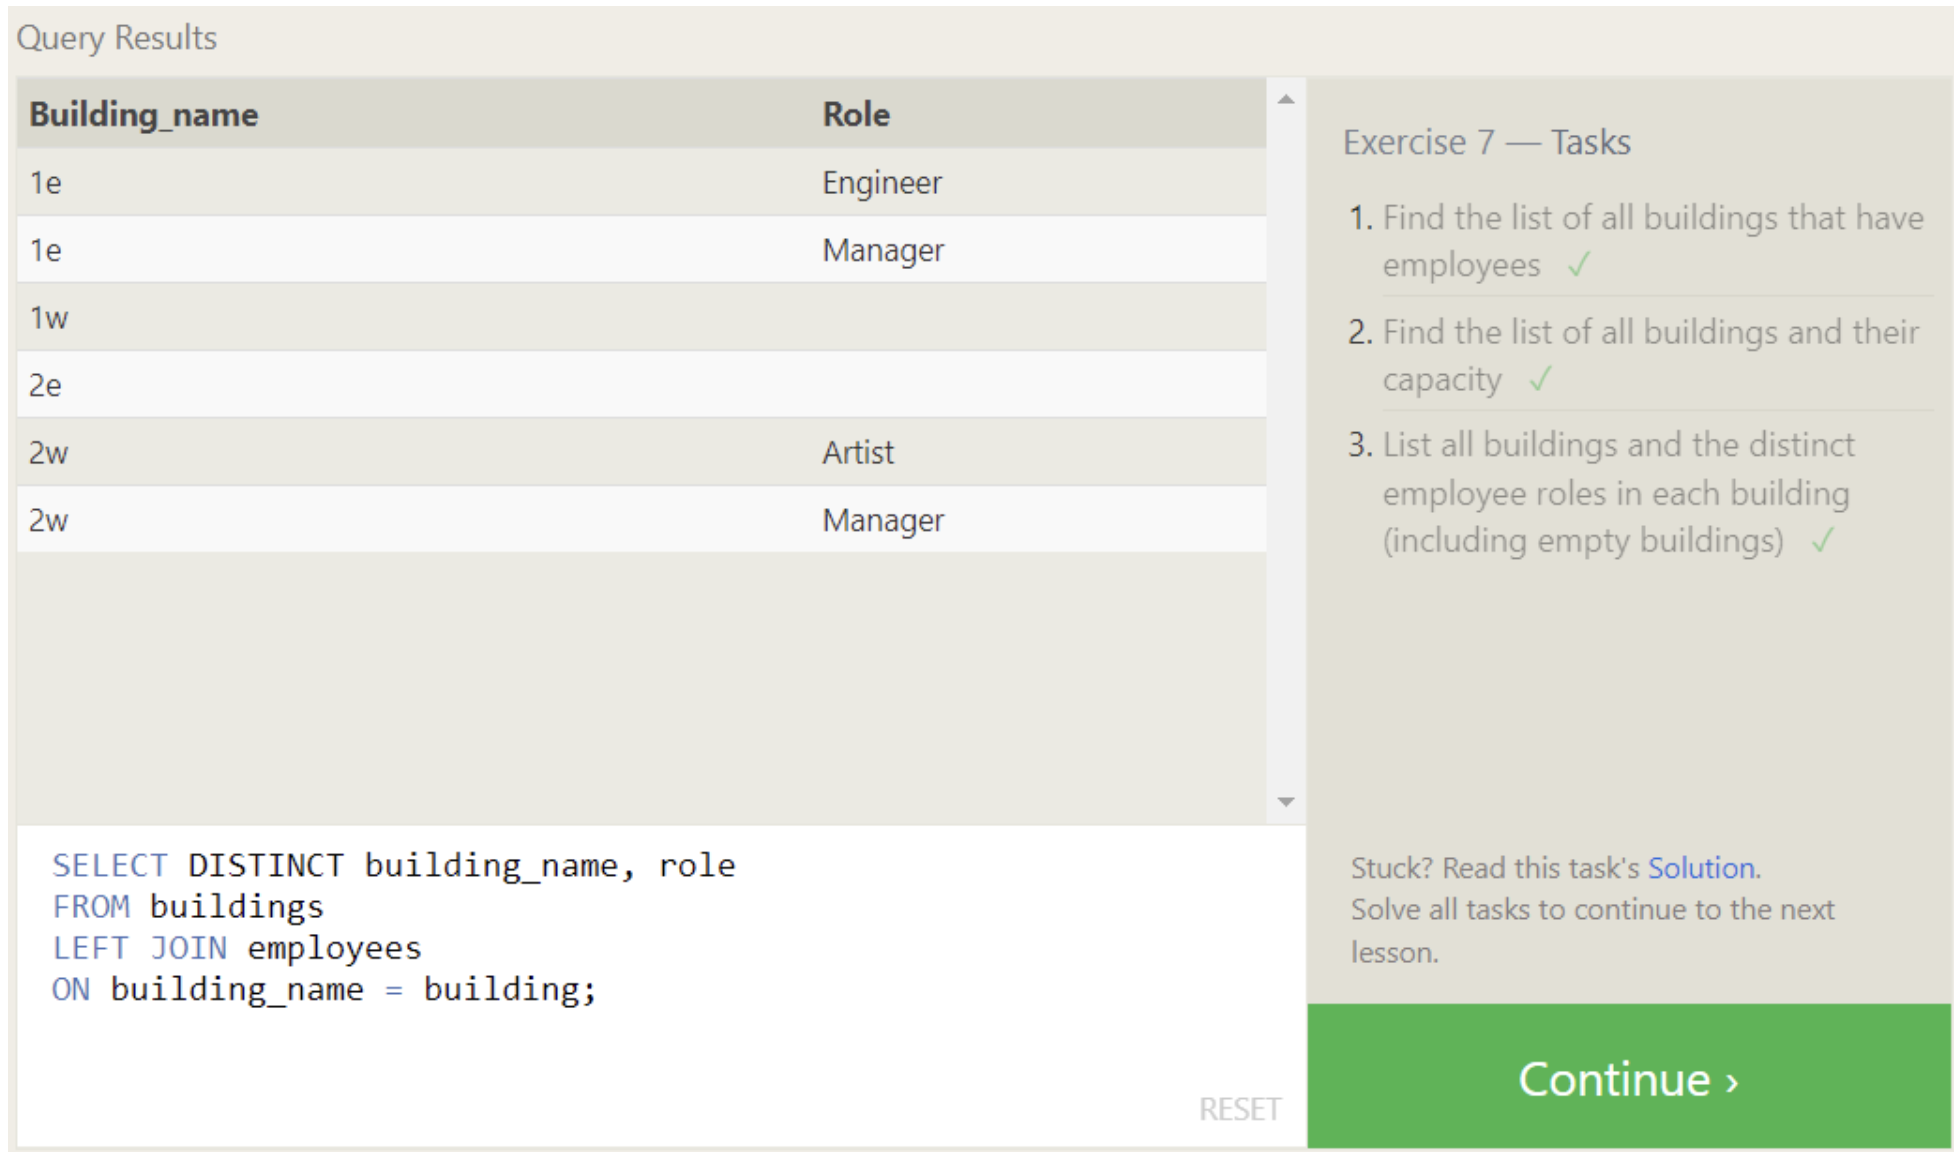 Query Results
Building_name Role
1e Engineer
1e Manager
1w
2e
2w Artist
2w Manager
SELECT DISTINCT building_name, role
FROM buildings
LEFT JOIN employees
ON building_name = building;
RESET
Exercise 7 — Tasks
1. Find the list of all buildings that have
employees ✓
2. Find the list of all buildings and their
capacity ✓
3. List all buildings and the distinct
employee roles in each building
(including empty buildings) ✓
Stuck? Read this task's Solution.
Solve all tasks to continue to the next
lesson.
Continue ›